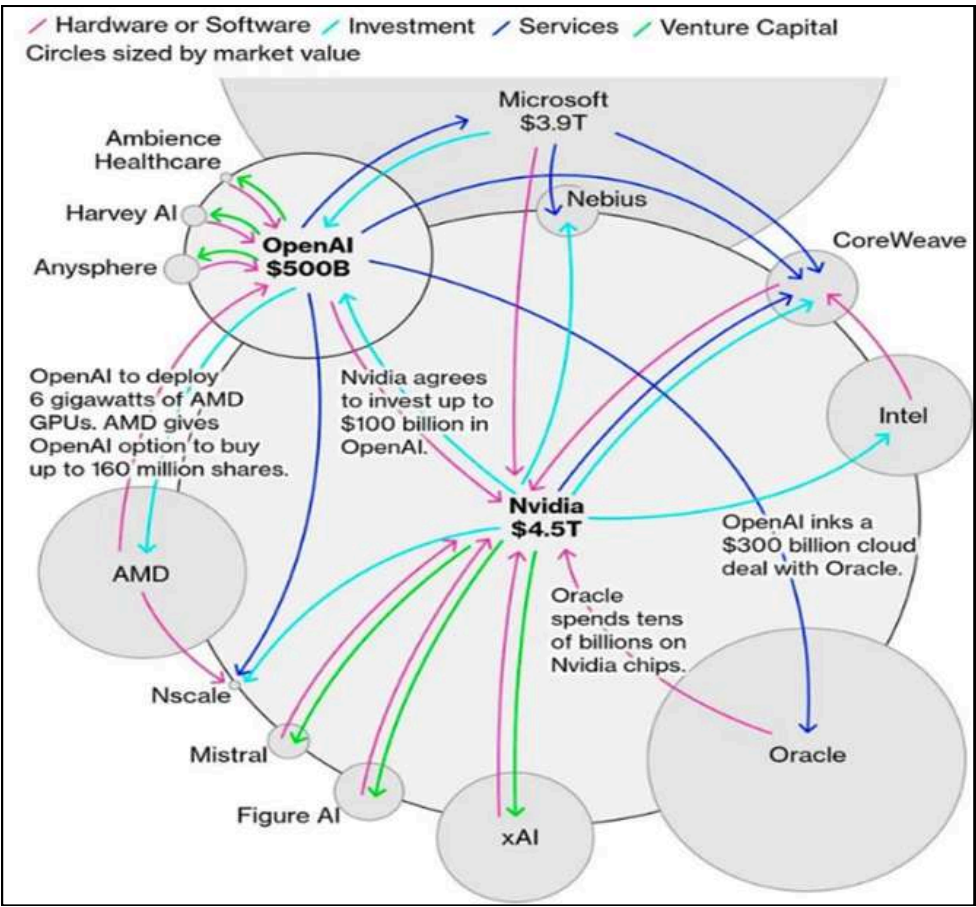 Hardware or Software Investment Services Venture Capital
Circles sized by market value
Microsoft
$3.9T
Ambience
Healthcare
Harvey AI
Anysphere
OpenAI
$500B
Nebius
CoreWeave
OpenAI to deploy
6 gigawatts of AMD
GPUs. AMD gives
OpenAI option to buy
up to 160 million shares.
Nvidia agrees
to invest up to
$100 billion in
OpenAI.
Intel
Nvidia
$4.5T
OpenAI inks a
$300 billion cloud
deal with Oracle.
AMD
Oracle
spends tens
of billions on
Nvidia chips.
Nscale
Mistral
Figure AI
xAI
Oracle